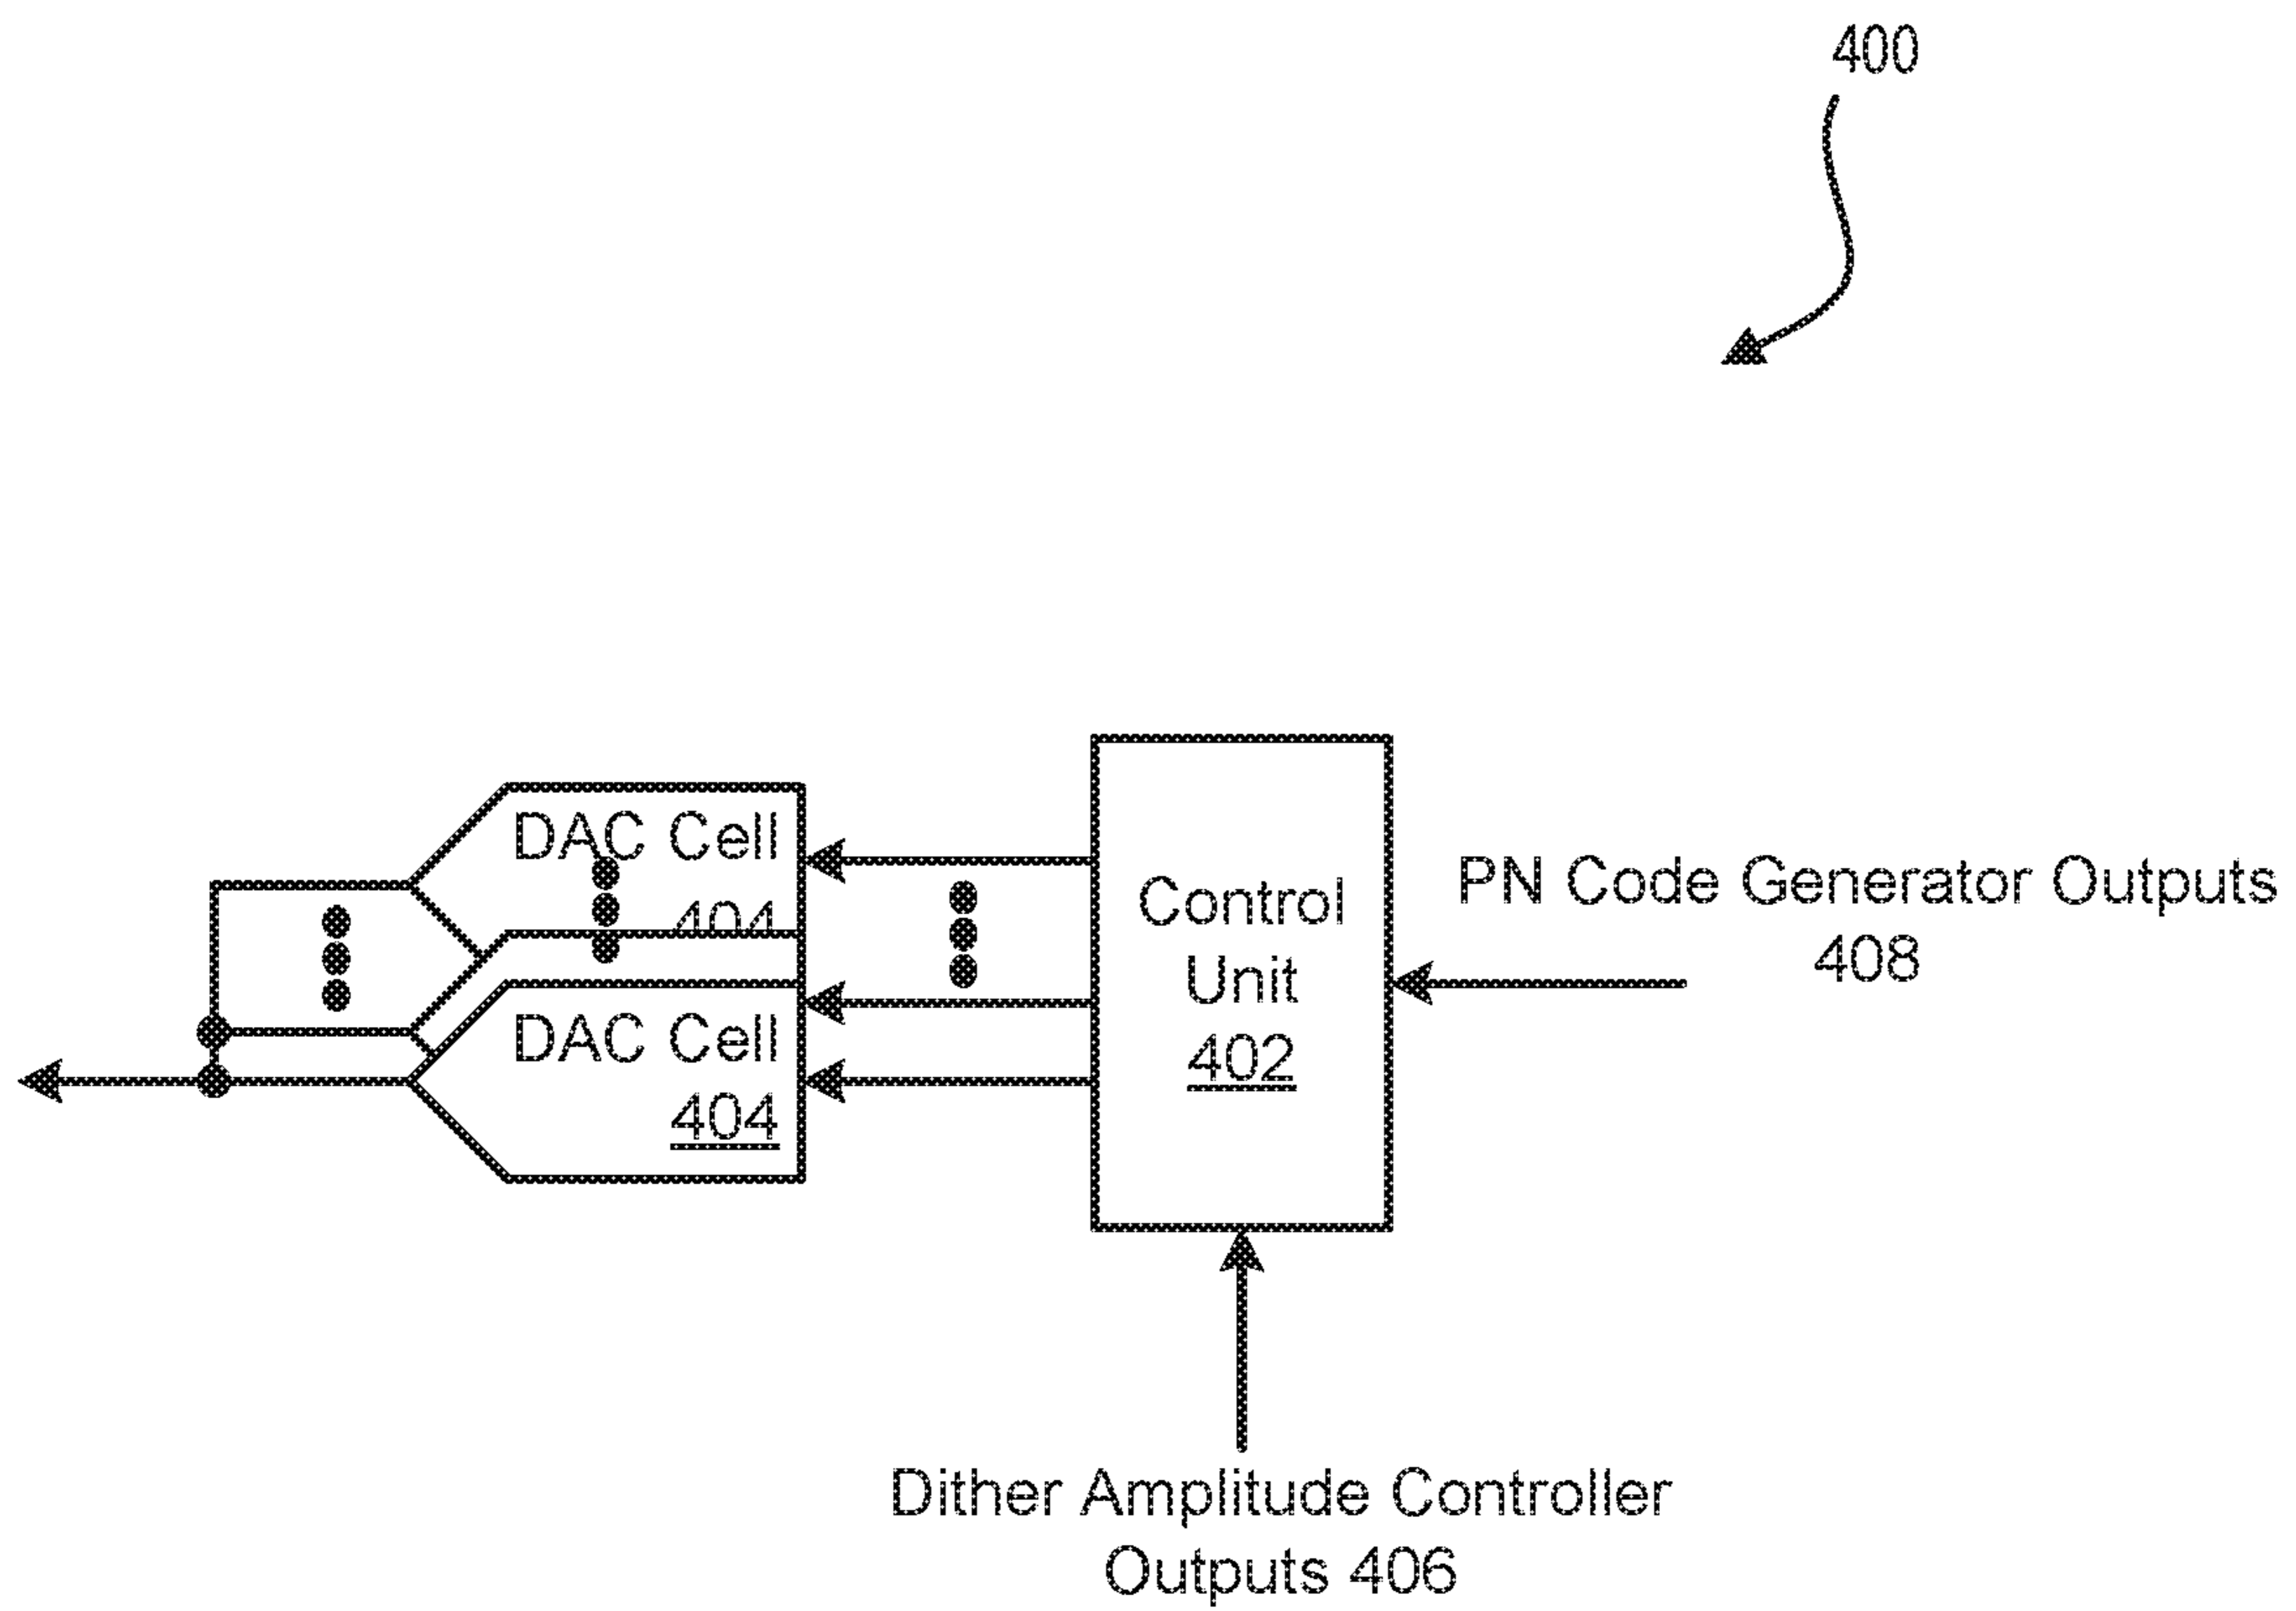 400
DAC Cell
404
DAC Cell
404
Control
Unit
402
PN Code Generator Outputs
408
Dither Amplitude Controller
Outputs 406